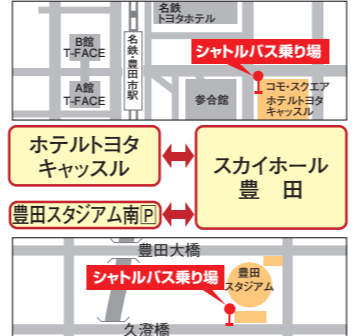 名鉄
トヨタホテル
B館
T-FACE
名鉄・豊田市駅
シャトルバス乗り場
A館
T-FACE
参合館
コモ・スクエア
ホテルトヨタ
キャッスル
ホテルトヨタ
キャッスル
スカイホール
豊 田
豊田スタジアム南P
豊田大橋
シャトルバス乗り場
豊田
スタジアム
久澄橋